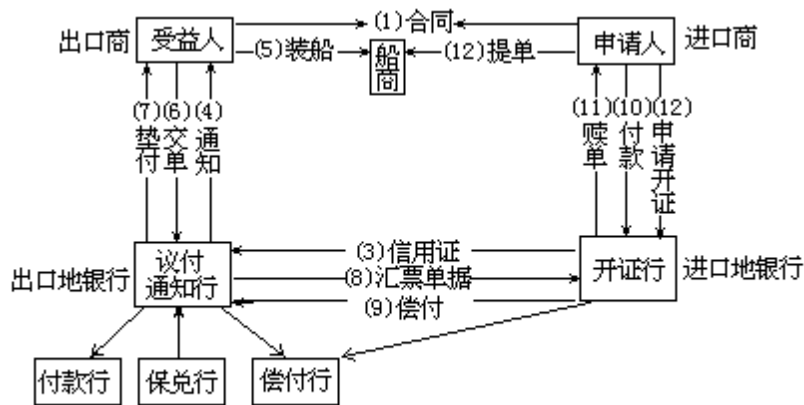 (1)合同
出口商
受益人
申请人
进口商
(5)装船
船商
(12)提单
(7)垫付
(6)交单
(4)通知
(11)赎单
(10)付款
(12)申请开证
(3)信用证
出口地银行
议付
通知行
(8)汇票单据
开证行
进口地银行
(9)偿付
付款行
保兑行
偿付行